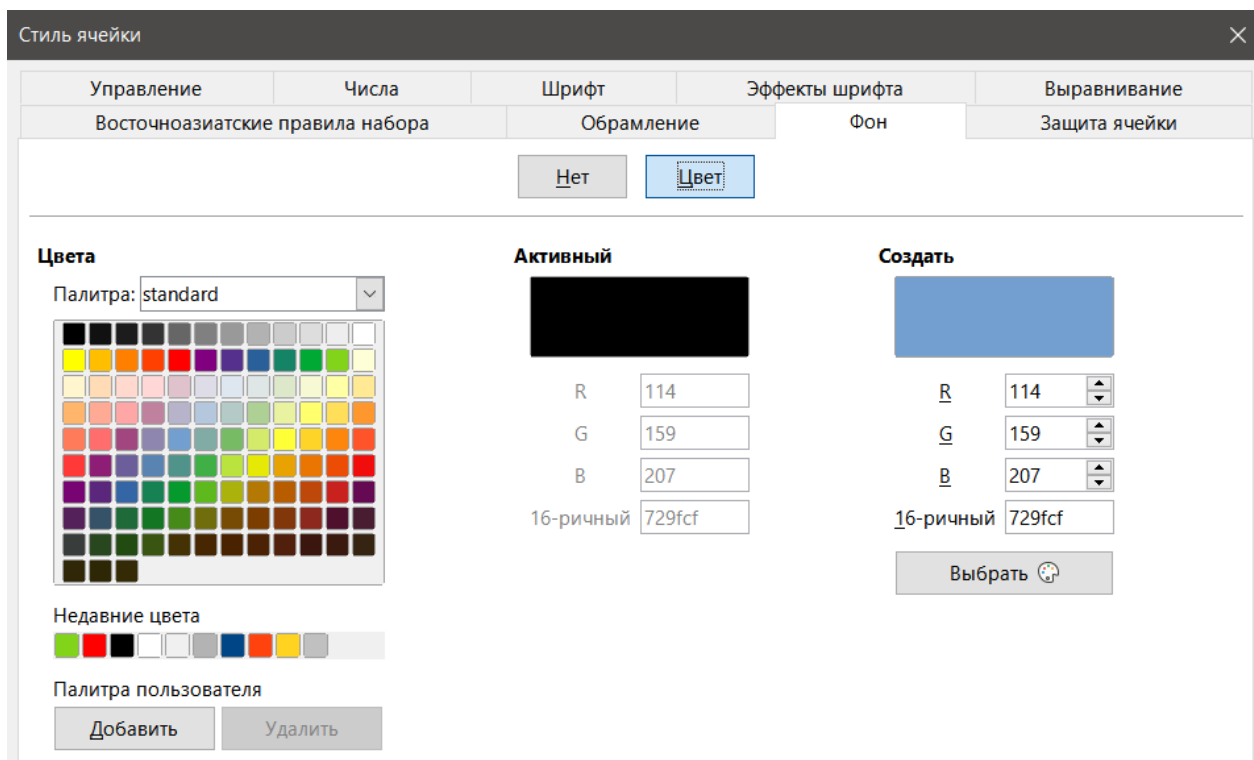 Стиль ячейки
Управление Числа Шрифт Эффекты шрифта Выравнивание
Восточноазиатские правила набора Обрамление Фон Защита ячейки
Нет Цвет
Цвета Активный Создать
Палитра: standard
R 114 R 114
G 159 G 159
B 207 B 207
16-ричный 729fcf 16-ричный 729fcf
Выбрать
Недавние цвета
Палитра пользователя
Добавить Удалить